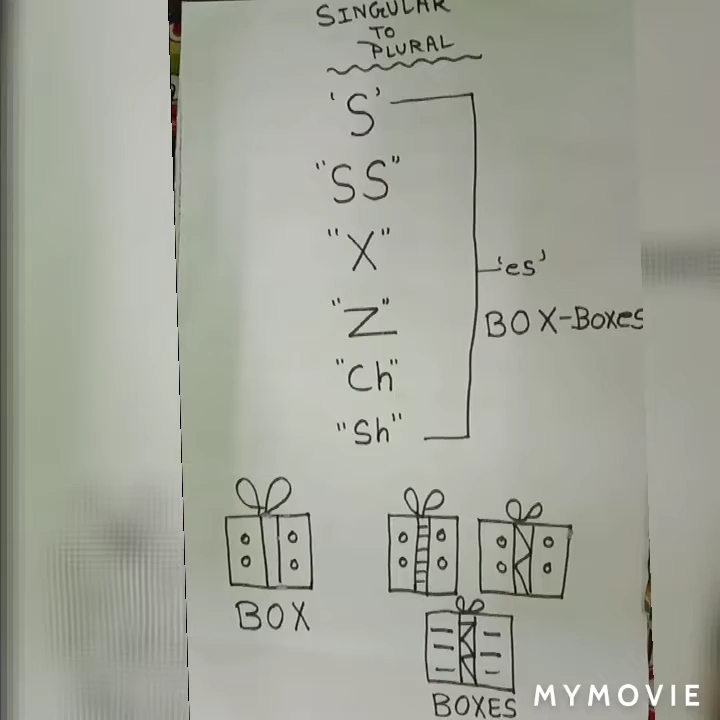 SINGULAR
TO
PLURAL
'S'
"SS"
"X"
'es'
"Z"
BOX-Boxes
"Ch"
"Sh"
BOX
BOXES
MYMOVIE